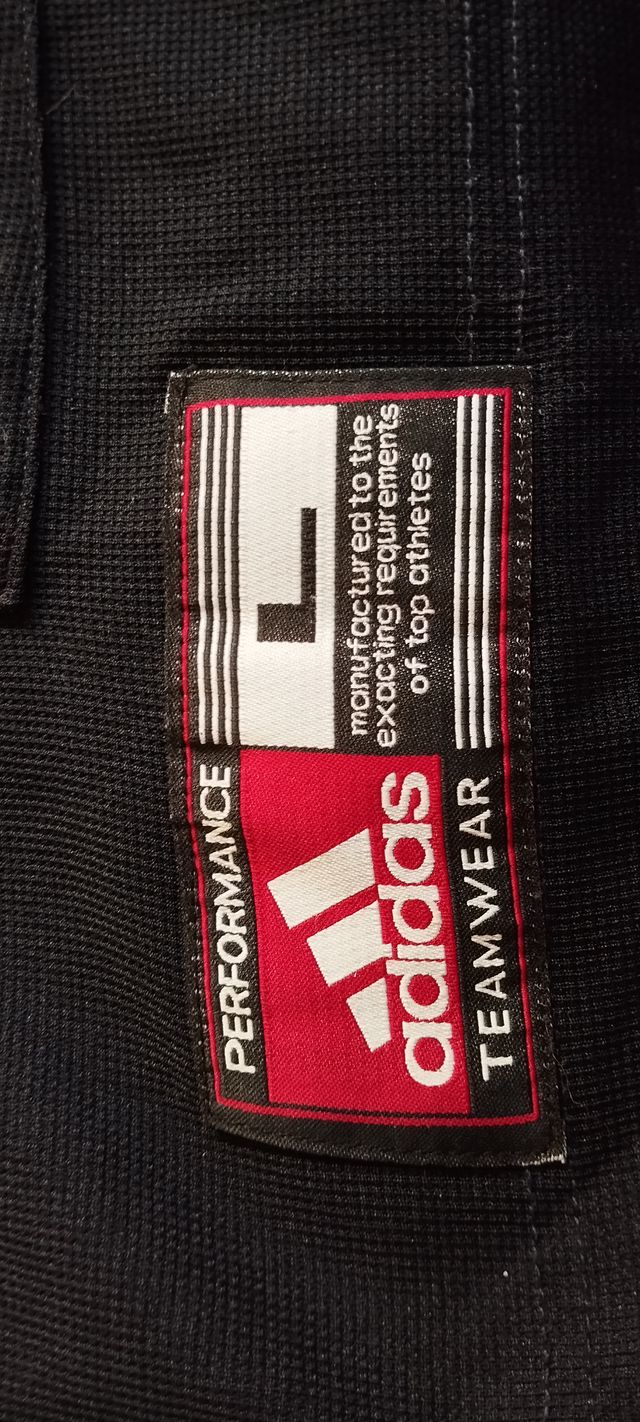 PERFORMANCE
adidas
TEAMWEAR
L
manufactured to the
exacting requirements
of top athletes